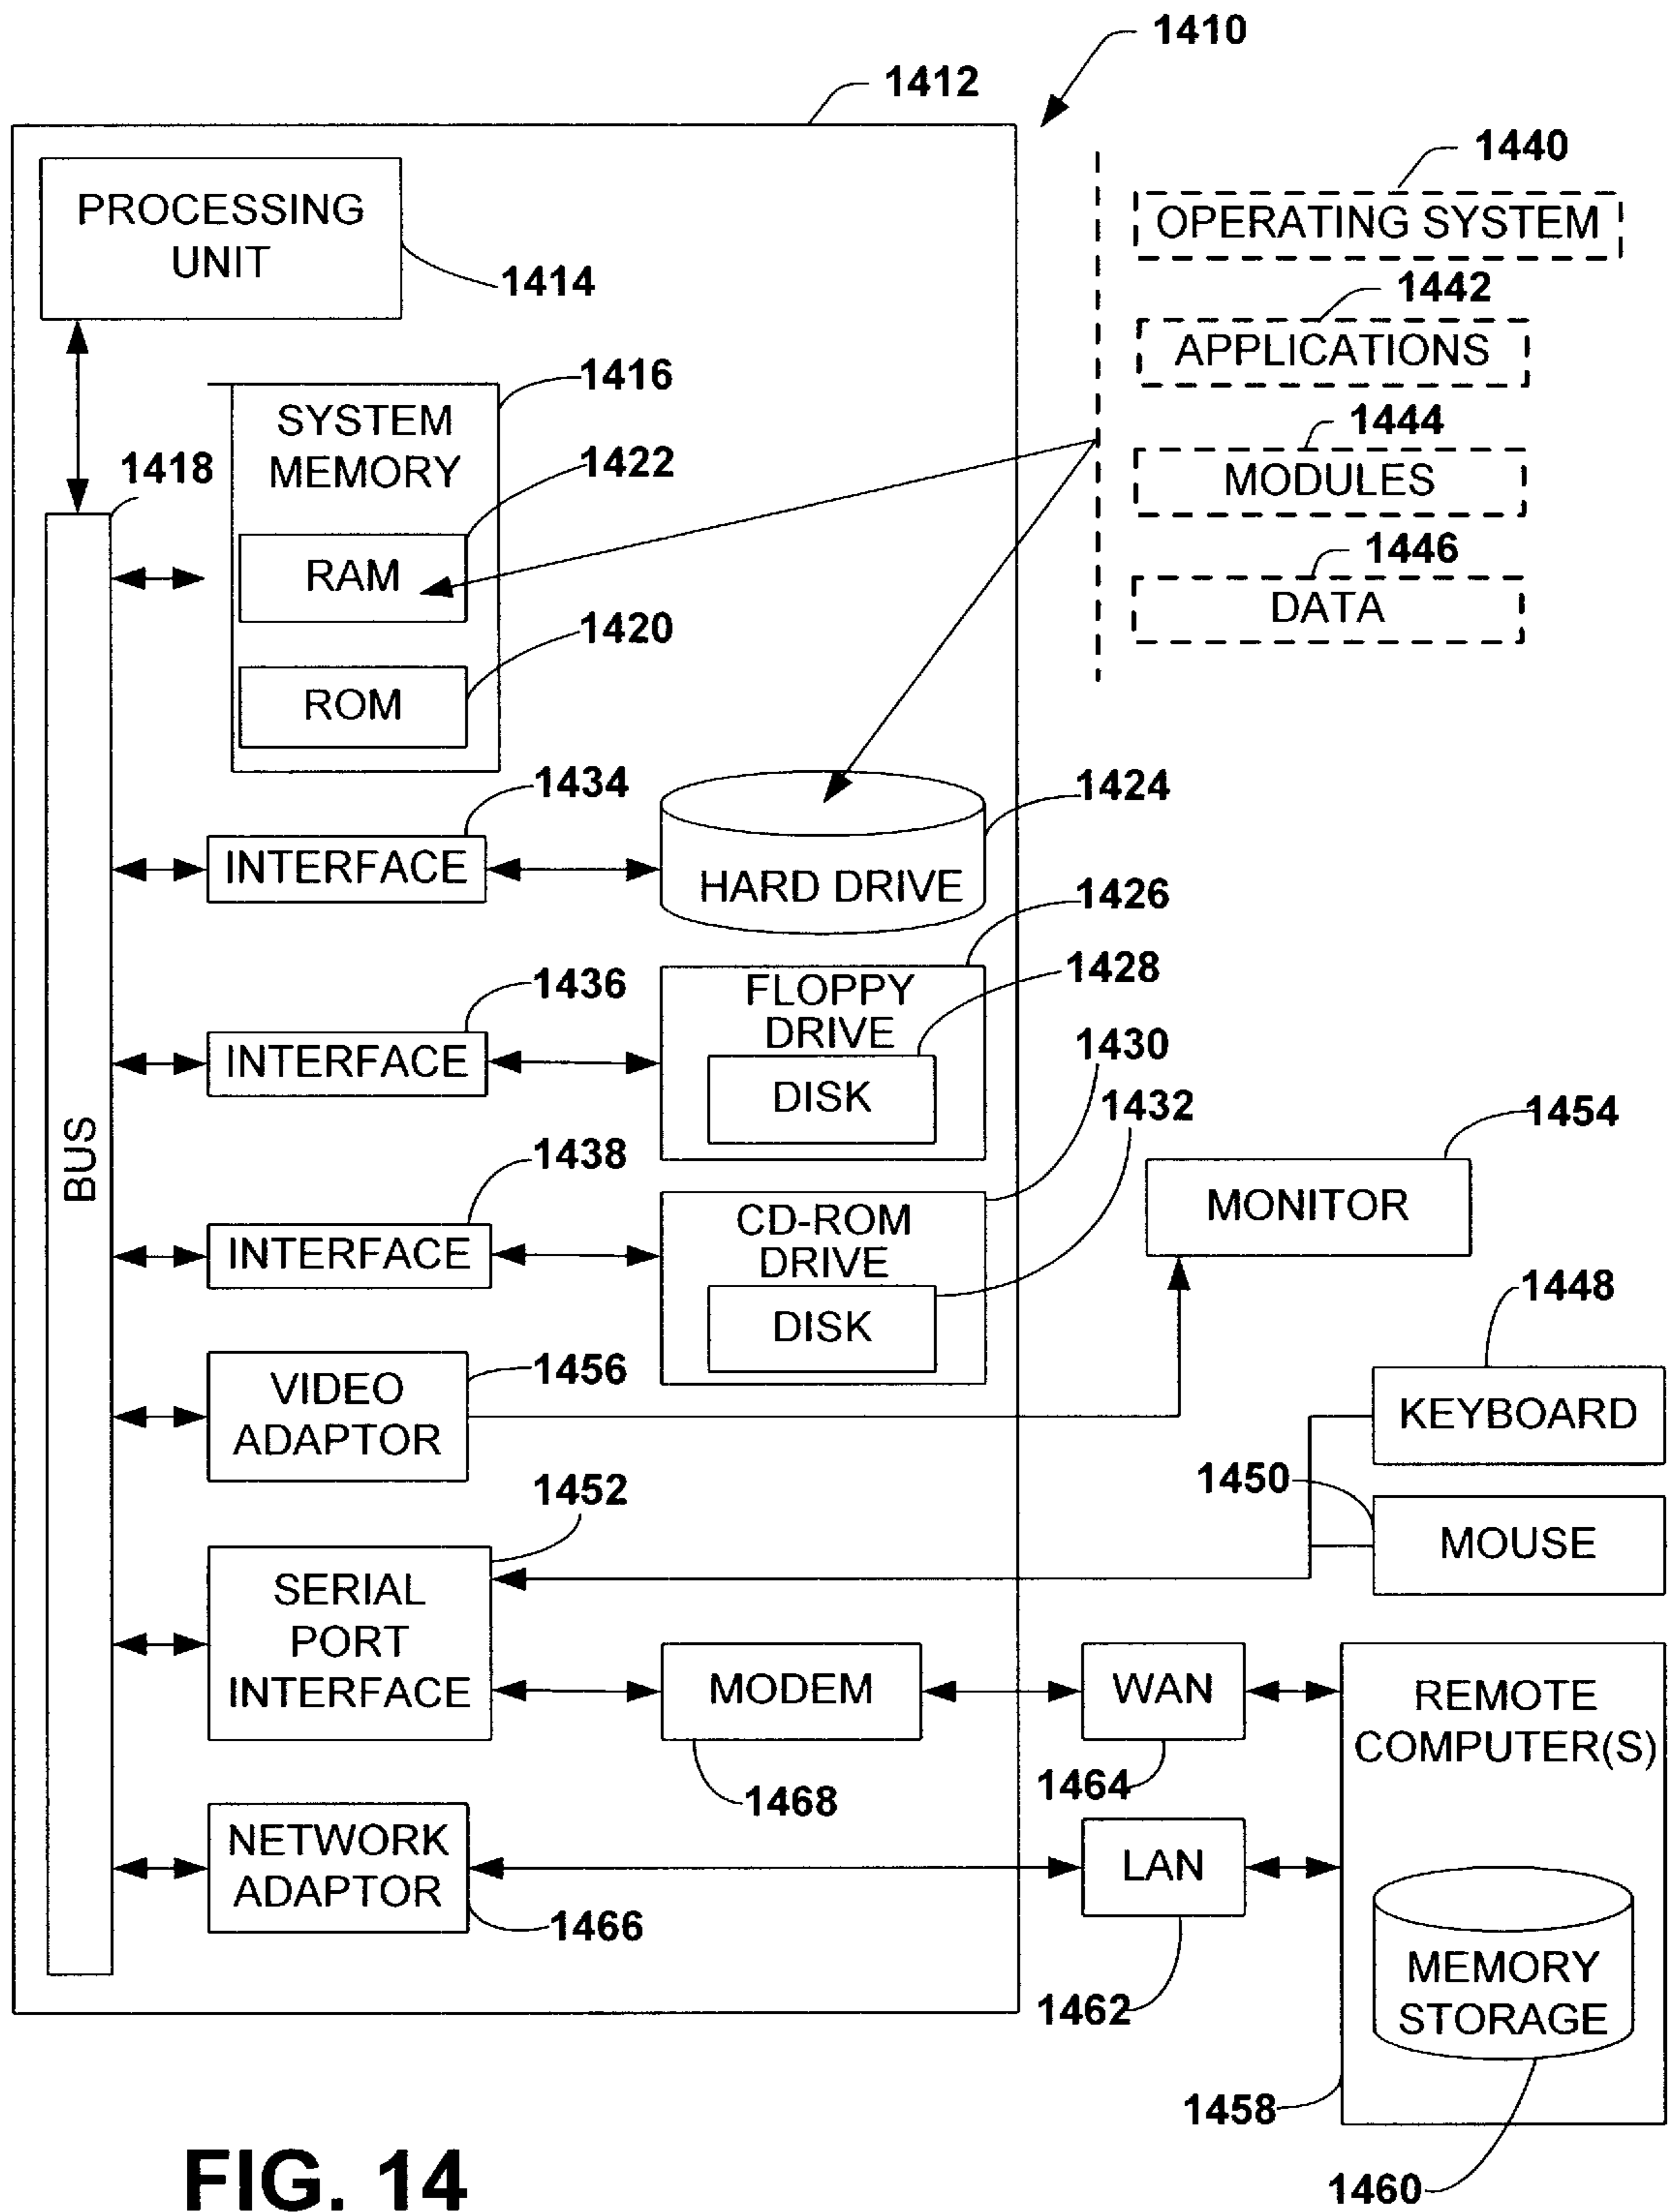 1410
1412
1440
PROCESSING
UNIT
OPERATING SYSTEM
1414
1442
APPLICATIONS
1416
SYSTEM
MEMORY
1444
1418
1422
MODULES
1446
RAM
DATA
1420
ROM
1434
1424
INTERFACE
HARD DRIVE
1426
1436
1428
FLOPPY
DRIVE
INTERFACE
1430
DISK
1432
1454
BUS
1438
MONITOR
CD-ROM
DRIVE
INTERFACE
1448
DISK
1456
VIDEO
ADAPTOR
KEYBOARD
1452
1450
MOUSE
SERIAL
PORT
INTERFACE
MODEM
WAN
REMOTE
COMPUTER(S)
1468
1464
NETWORK
ADAPTOR
LAN
1466
MEMORY
STORAGE
1462
1458
1460
FIG. 14